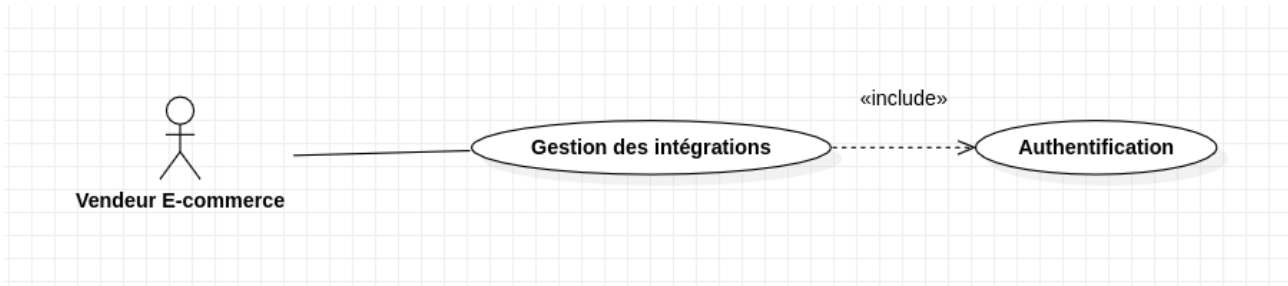 «include»
Gestion des intégrations
Authentification
Vendeur E-commerce